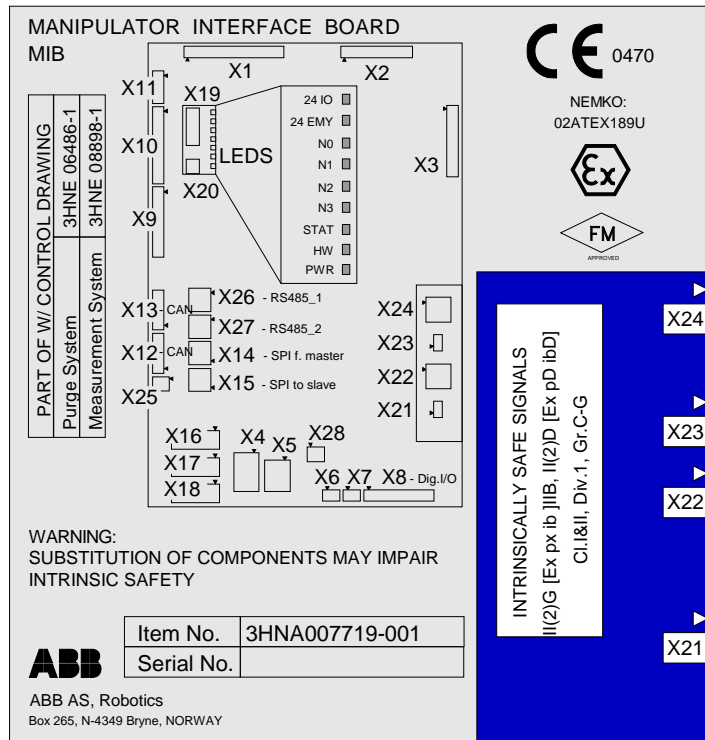 MANIPULATOR INTERFACE BOARD
MIB
CE 0470
NEMKO:
02ATEX189U
Ex
FM
APPROVED
PART OF W/ CONTROL DRAWING
Purge System 3HNE 06486-1
Measurement System 3HNE 08898-1
X1
X2
X11
X19
X10
LEDS
X20
X9
X3
24 IO
24 EMY
N0
N1
N2
N3
STAT
HW
PWR
X13 - CAN
X12 - CAN
X25
X26 - RS485_1
X27 - RS485_2
X14 - SPI f. master
X15 - SPI to slave
X24
X23
X22
X21
X16
X17
X18
X4
X5
X28
X6
X7
X8 - Dig.I/O
INTRINSICALLY SAFE SIGNALS
II(2)G [Ex px ib ]IIB, II(2)D [Ex pD ibD]
Cl.I&II, Div.1, Gr.C-G
X24
X23
X22
X21
WARNING:
SUBSTITUTION OF COMPONENTS MAY IMPAIR
INTRINSIC SAFETY
Item No. 3HNA007719-001
Serial No.
ABB
ABB AS, Robotics
Box 265, N-4349 Bryne, NORWAY